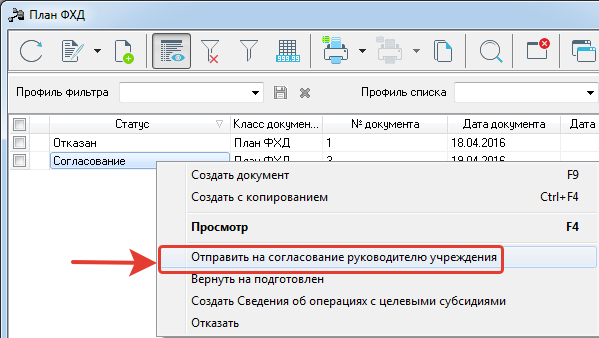 План ФХД
Профиль фильтра Профиль списка
Статус Класс докумен... № документа Дата документа Дата
Отказан План ФХД 1 18.04.2016
Согласование План ФХД 3 19.04.2016
Создать документ F9
Создать с копированием Ctrl+F4
Просмотр F4
Отправить на согласование руководителю учреждения
Вернуть на подготовлен
Создать Сведения об операциях с целевыми субсидиями
Отказать